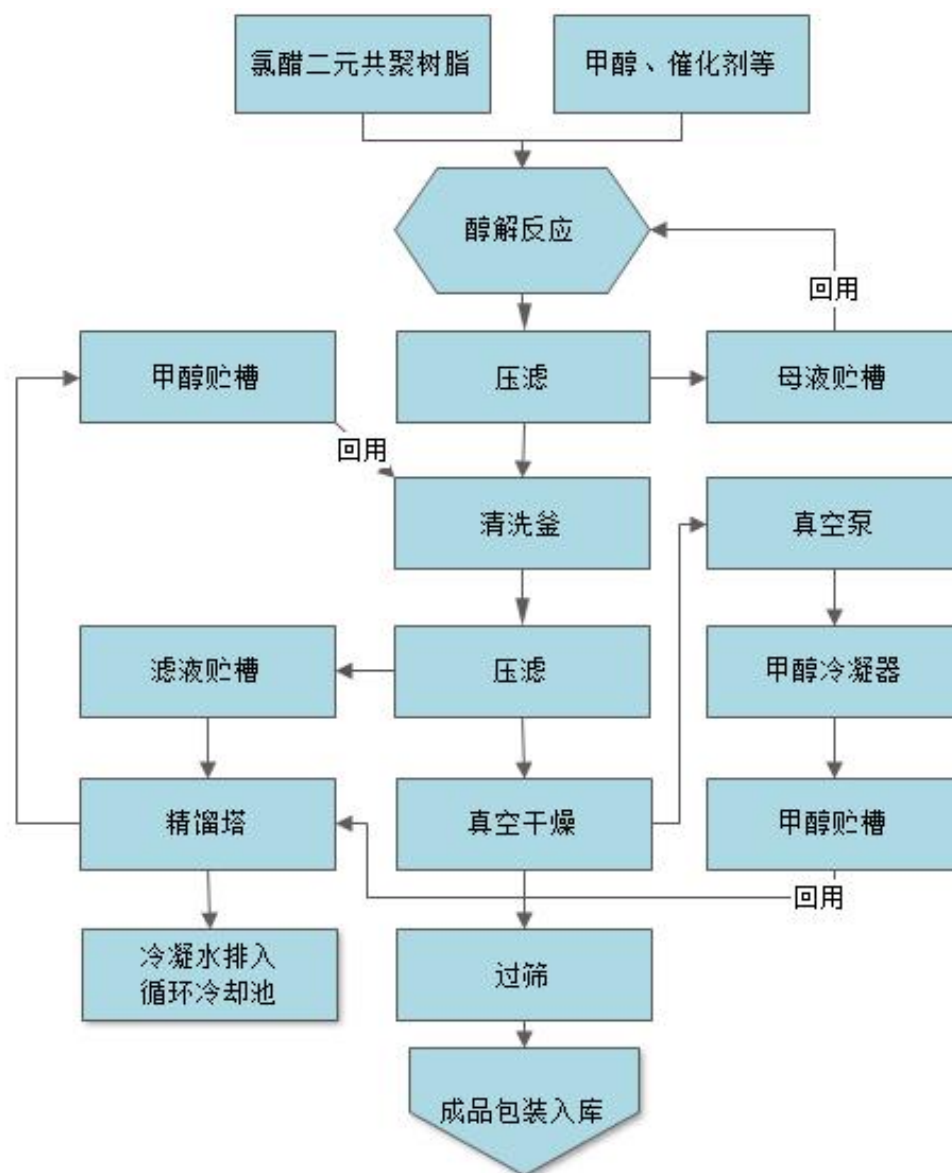 氯醋二元共聚树脂
甲醇、催化剂等
醇解反应
回用
甲醇贮槽
压滤
母液贮槽
回用
清洗釜
真空泵
滤液贮槽
压滤
甲醇冷凝器
精馏塔
真空干燥
甲醇贮槽
回用
冷凝水排入
循环冷却池
过筛
成品包装入库